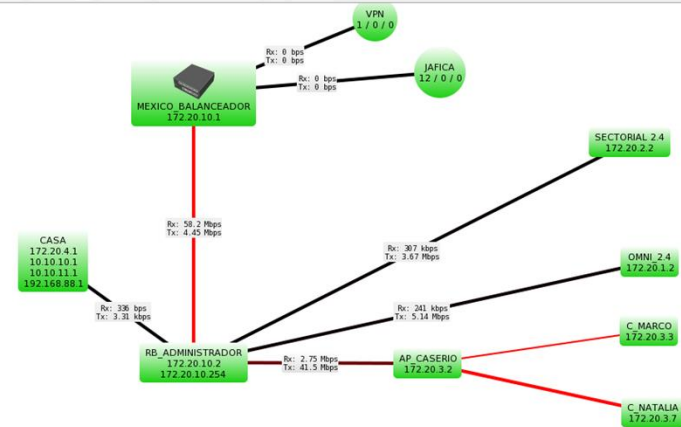 VPN
1 / 0 / 0
Rx: 0 bps
Tx: 0 bps
JAFICA
12 / 0 / 0
Rx: 0 bps
Tx: 0 bps
MEXICO_BALANCEADOR
172.20.10.1
SECTORIAL 2.4
172.20.2.2
Rx: 58.2 Mbps
Tx: 4.45 Mbps
CASA
172.20.4.1
10.10.10.1
10.10.11.1
192.168.88.1
Rx: 307 kbps
Tx: 3.67 Mbps
OMNI_2.4
172.20.1.2
Rx: 336 bps
Tx: 3.31 kbps
Rx: 241 kbps
Tx: 5.14 Mbps
C_MARCO
172.20.3.3
RB_ADMINISTRADOR
172.20.10.2
172.20.10.254
Rx: 2.75 Mbps
Tx: 41.5 Mbps
AP_CASERIO
172.20.3.2
C_NATALIA
172.20.3.7